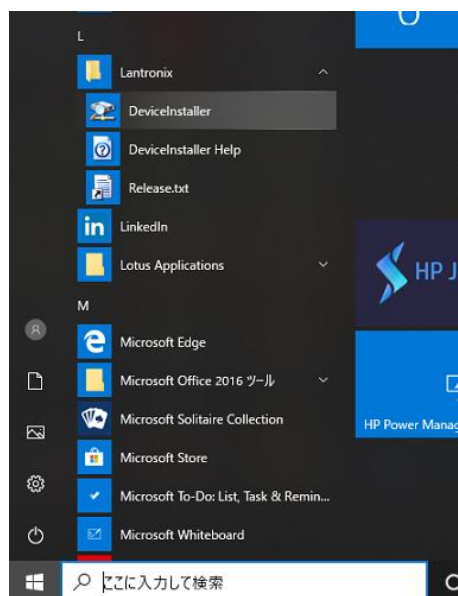 L
Lantronix
DeviceInstaller
DeviceInstaller Help
Release.txt
LinkedIn
Lotus Applications
M
Microsoft Edge
Microsoft Office 2016 ツール
Microsoft Solitaire Collection
Microsoft Store
Microsoft To-Do: List, Task & Remin...
Microsoft Whiteboard
HP J
HP Power Manag
ここに入力して検索